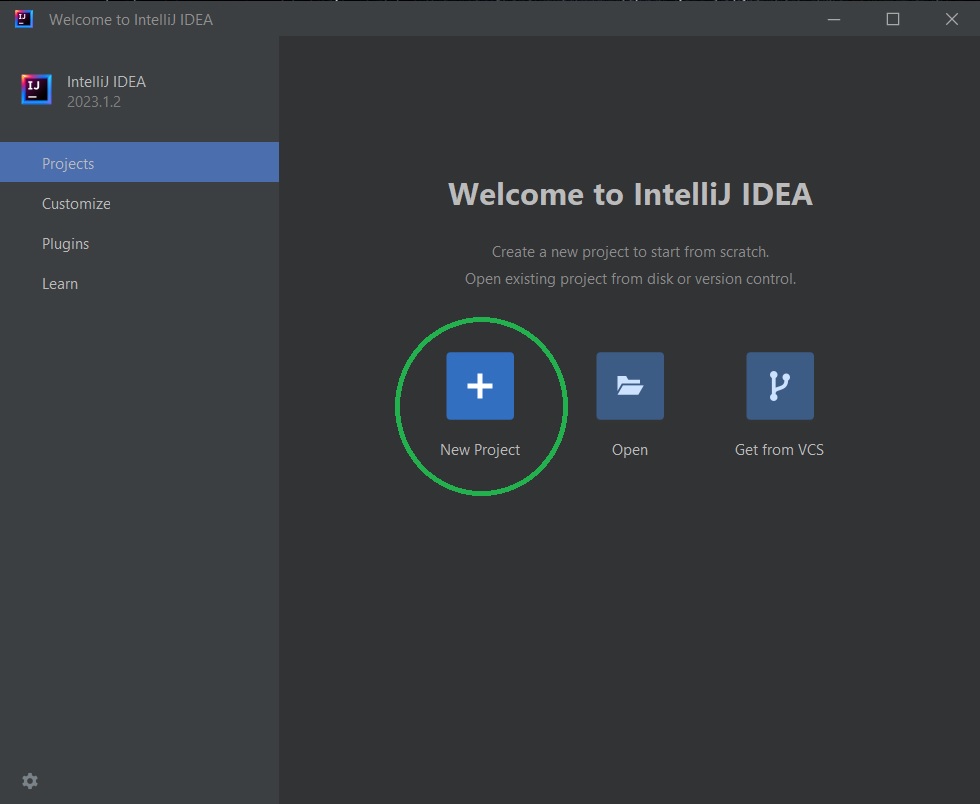 Welcome to IntelliJ IDEA
IJ
IntelliJ IDEA
2023.1.2
Projects
Customize
Plugins
Learn
Welcome to IntelliJ IDEA
Create a new project to start from scratch.
Open existing project from disk or version control.
New Project
Open
Get from VCS